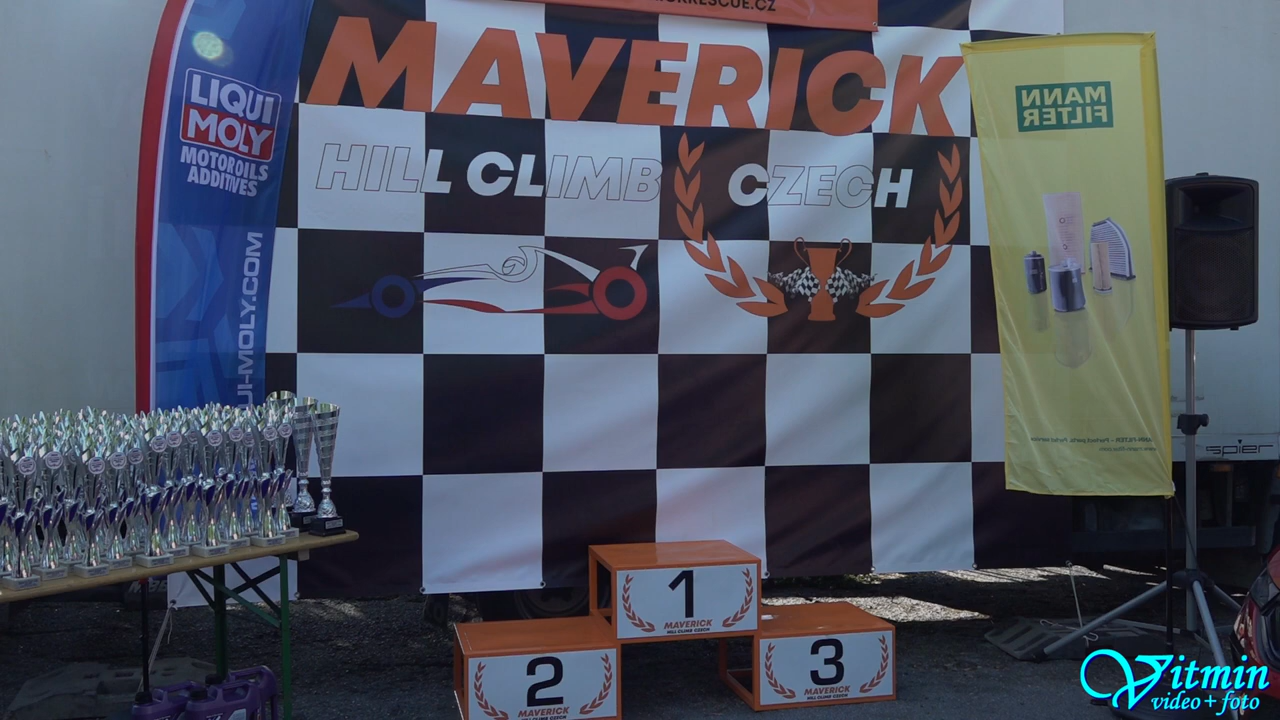 RESCUE.CZ
MAVERICK
HILL CLIMB CZECH
LIQUI
MOLY
MOTOROILS
ADDITIVES
UI-MOLY.COM
MANN
FILTER
spier
1
MAVERICK
HILL CLIMB CZECH
2
MAVERICK
3
MAVERICK
HILL CLIMB CZECH
Vitmin
video+foto